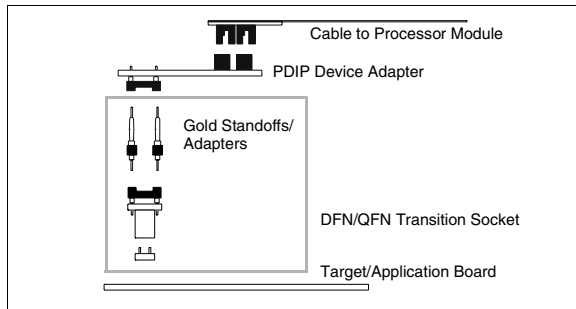 Cable to Processor Module
PDIP Device Adapter
Gold Standoffs/
Adapters
DFN/QFN Transition Socket
Target/Application Board